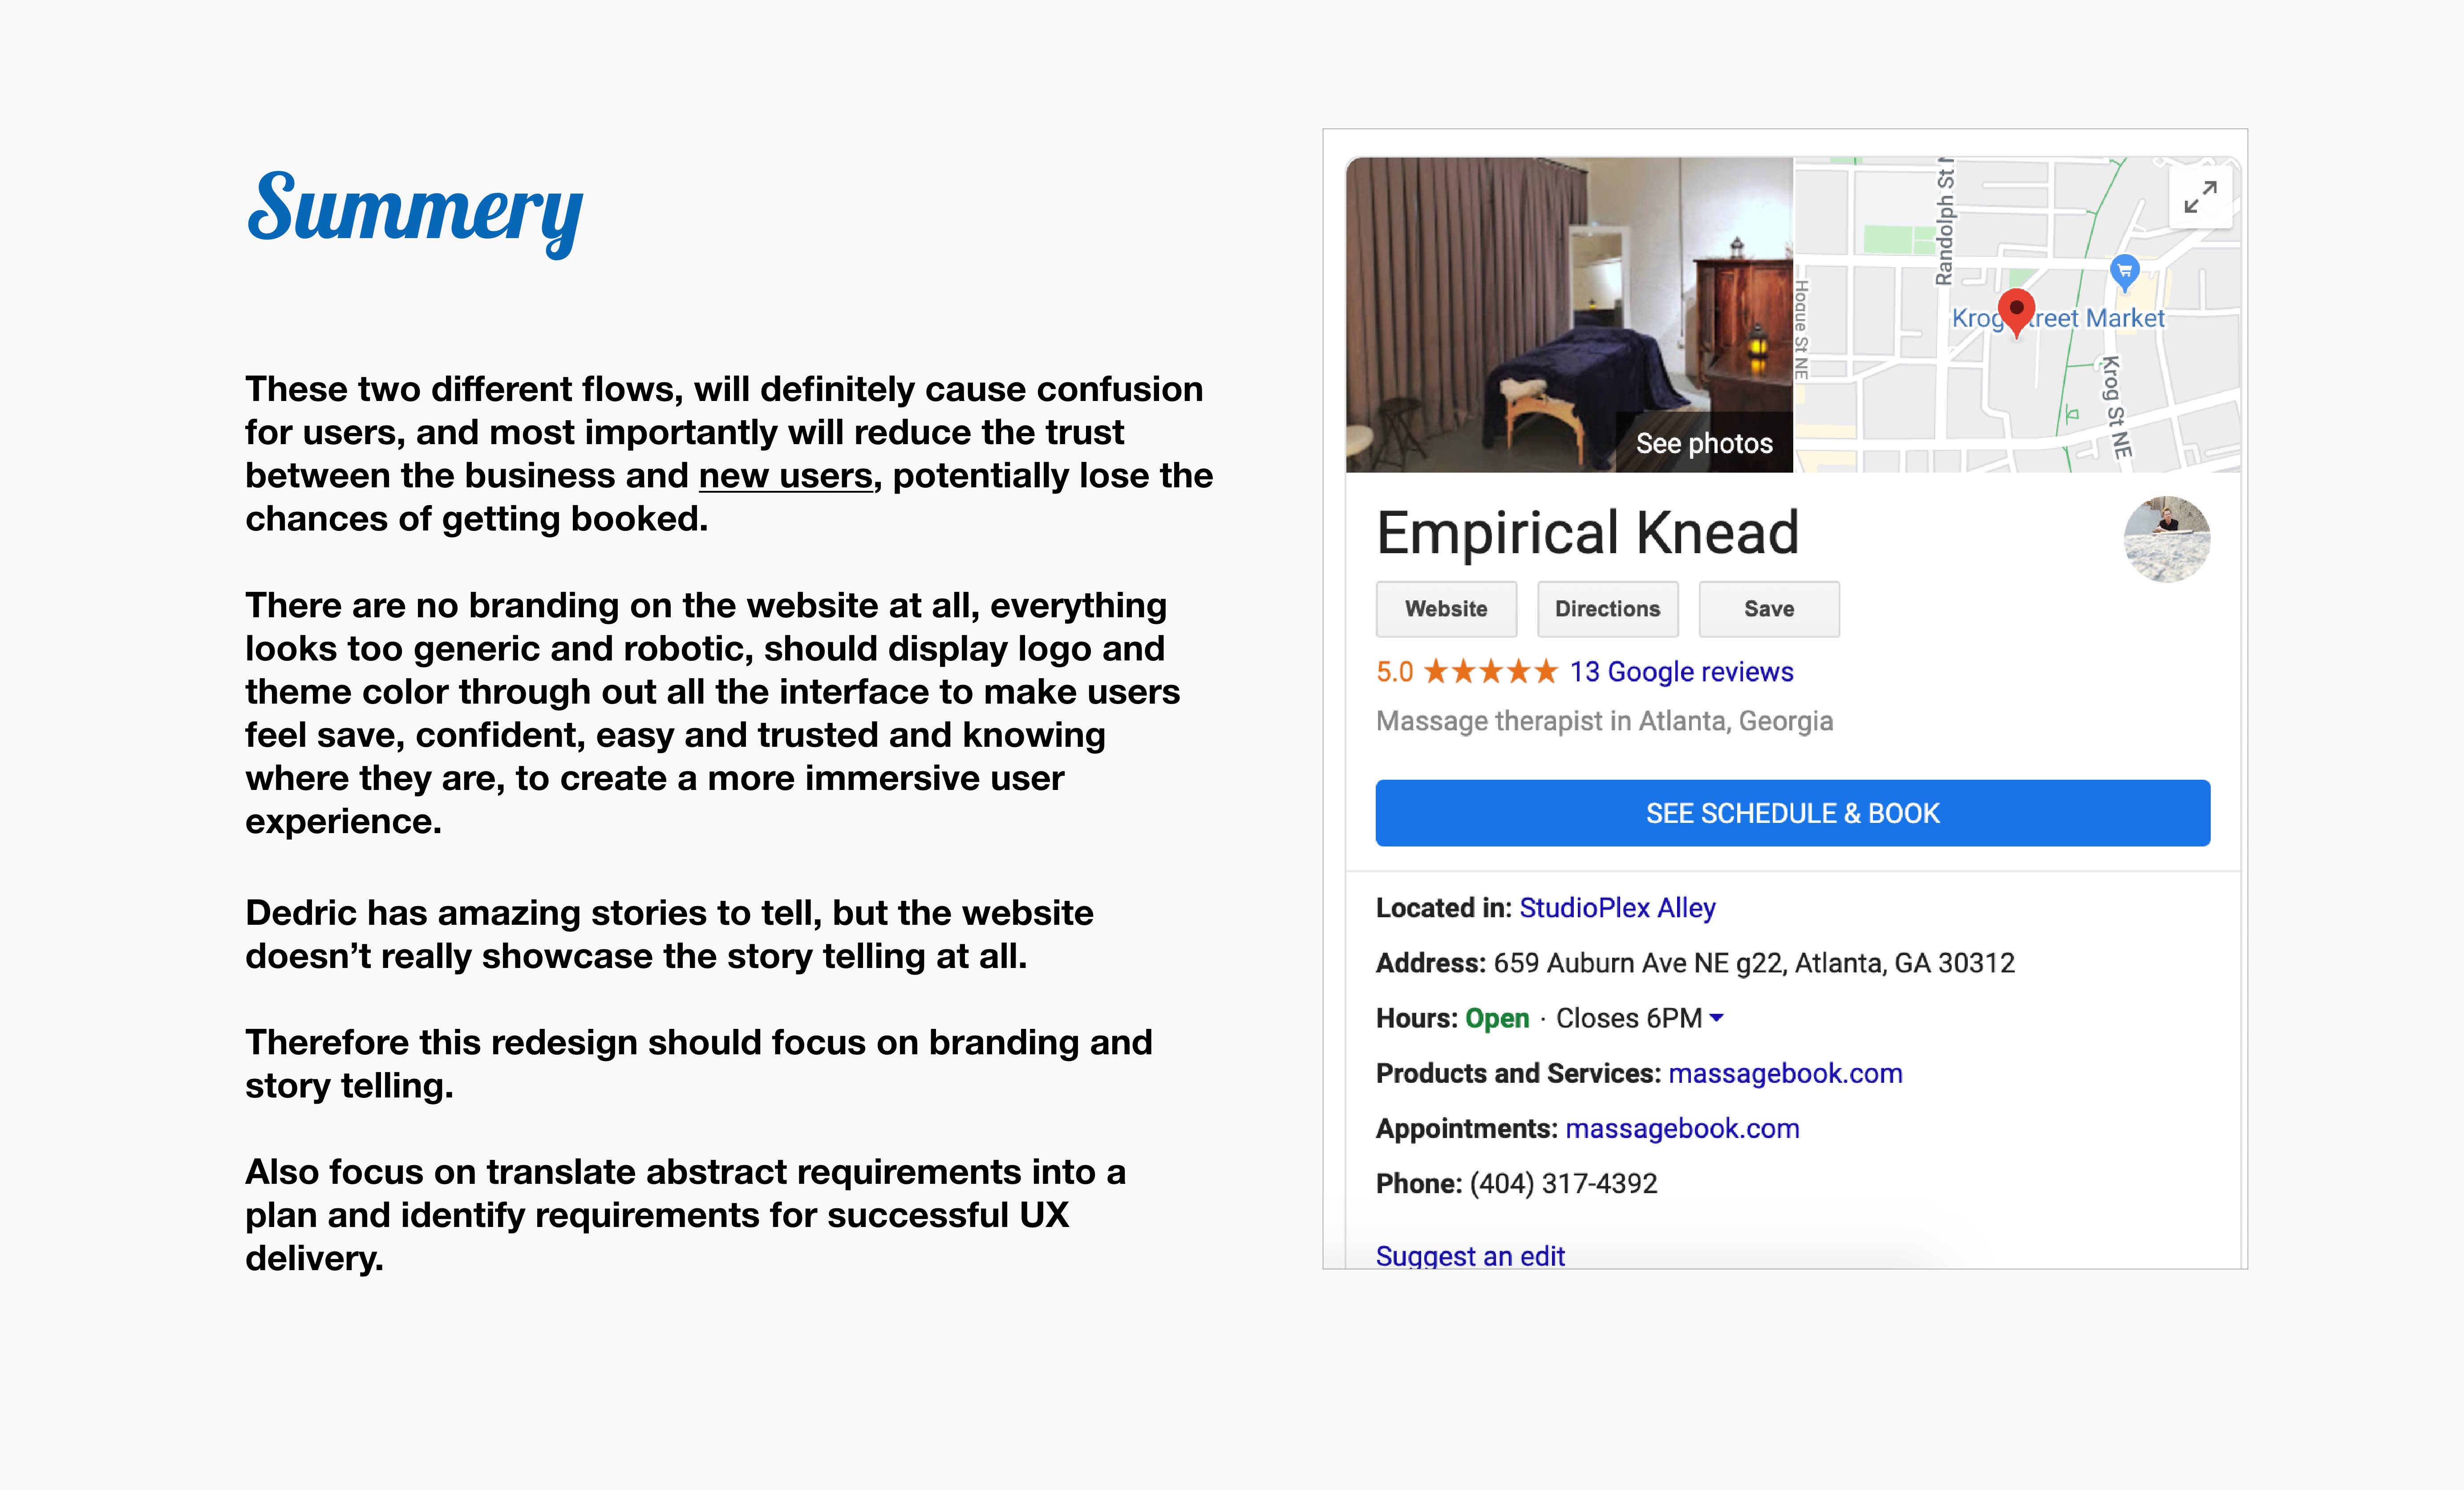 Summery
These two different flows, will definitely cause confusion
for users, and most importantly will reduce the trust
between the business and new users, potentially lose the
chances of getting booked.
There are no branding on the website at all, everything
looks too generic and robotic, should display logo and
theme color through out all the interface to make users
feel save, confident, easy and trusted and knowing
where they are, to create a more immersive user
experience.
Dedric has amazing stories to tell, but the website
doesn’t really showcase the story telling at all.
Therefore this redesign should focus on branding and
story telling.
Also focus on translate abstract requirements into a
plan and identify requirements for successful UX
delivery.
See photos
Randolph St
Hogue St NE
Krog Street Market
Krog St NE
Empirical Knead
Website Directions Save
5.0 ★★★★★ 13 Google reviews
Massage therapist in Atlanta, Georgia
SEE SCHEDULE & BOOK
Located in: StudioPlex Alley
Address: 659 Auburn Ave NE g22, Atlanta, GA 30312
Hours: Open · Closes 6PM
Products and Services: massagebook.com
Appointments: massagebook.com
Phone: (404) 317-4392
Suggest an edit